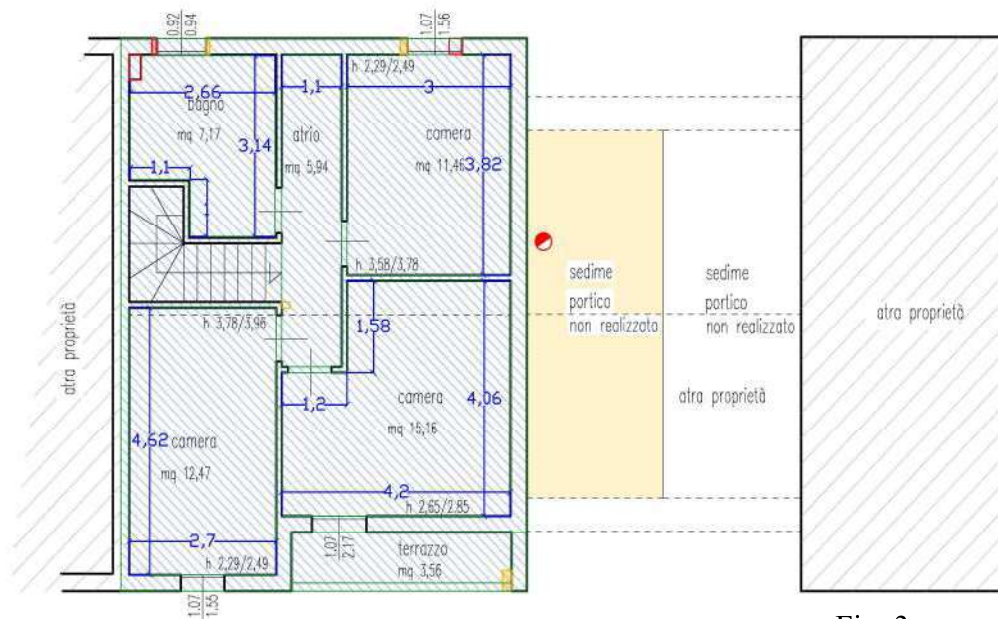 0.92
0.94
1.07
1.56
h 2,29/2,49
2,66
1,1
3
bagno
mq 7,17
atrio
mq 5,94
camera
mq 11,46
3,14
3,82
1,1
1
h 3,58/3,78
sedime
portico
non realizzato
sedime
portico
non realizzato
atra proprietà
atra proprietà
h 3,78/3,96
1,58
1,2
camera
mq 15,16
4,06
atra proprietà
4,62
camera
mq 12,47
4,2
h 2,65/2.85
2,7
h 2,29/2,49
1.07
2.17
terrazzo
mq 3,56
1.07
1.55